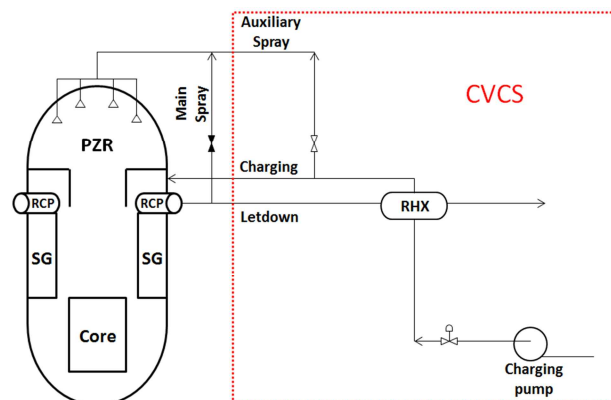 Auxiliary
Spray
CVCS
Main
Spray
PZR
Charging
RCP
RCP
RHX
Letdown
SG
SG
Core
Charging
pump